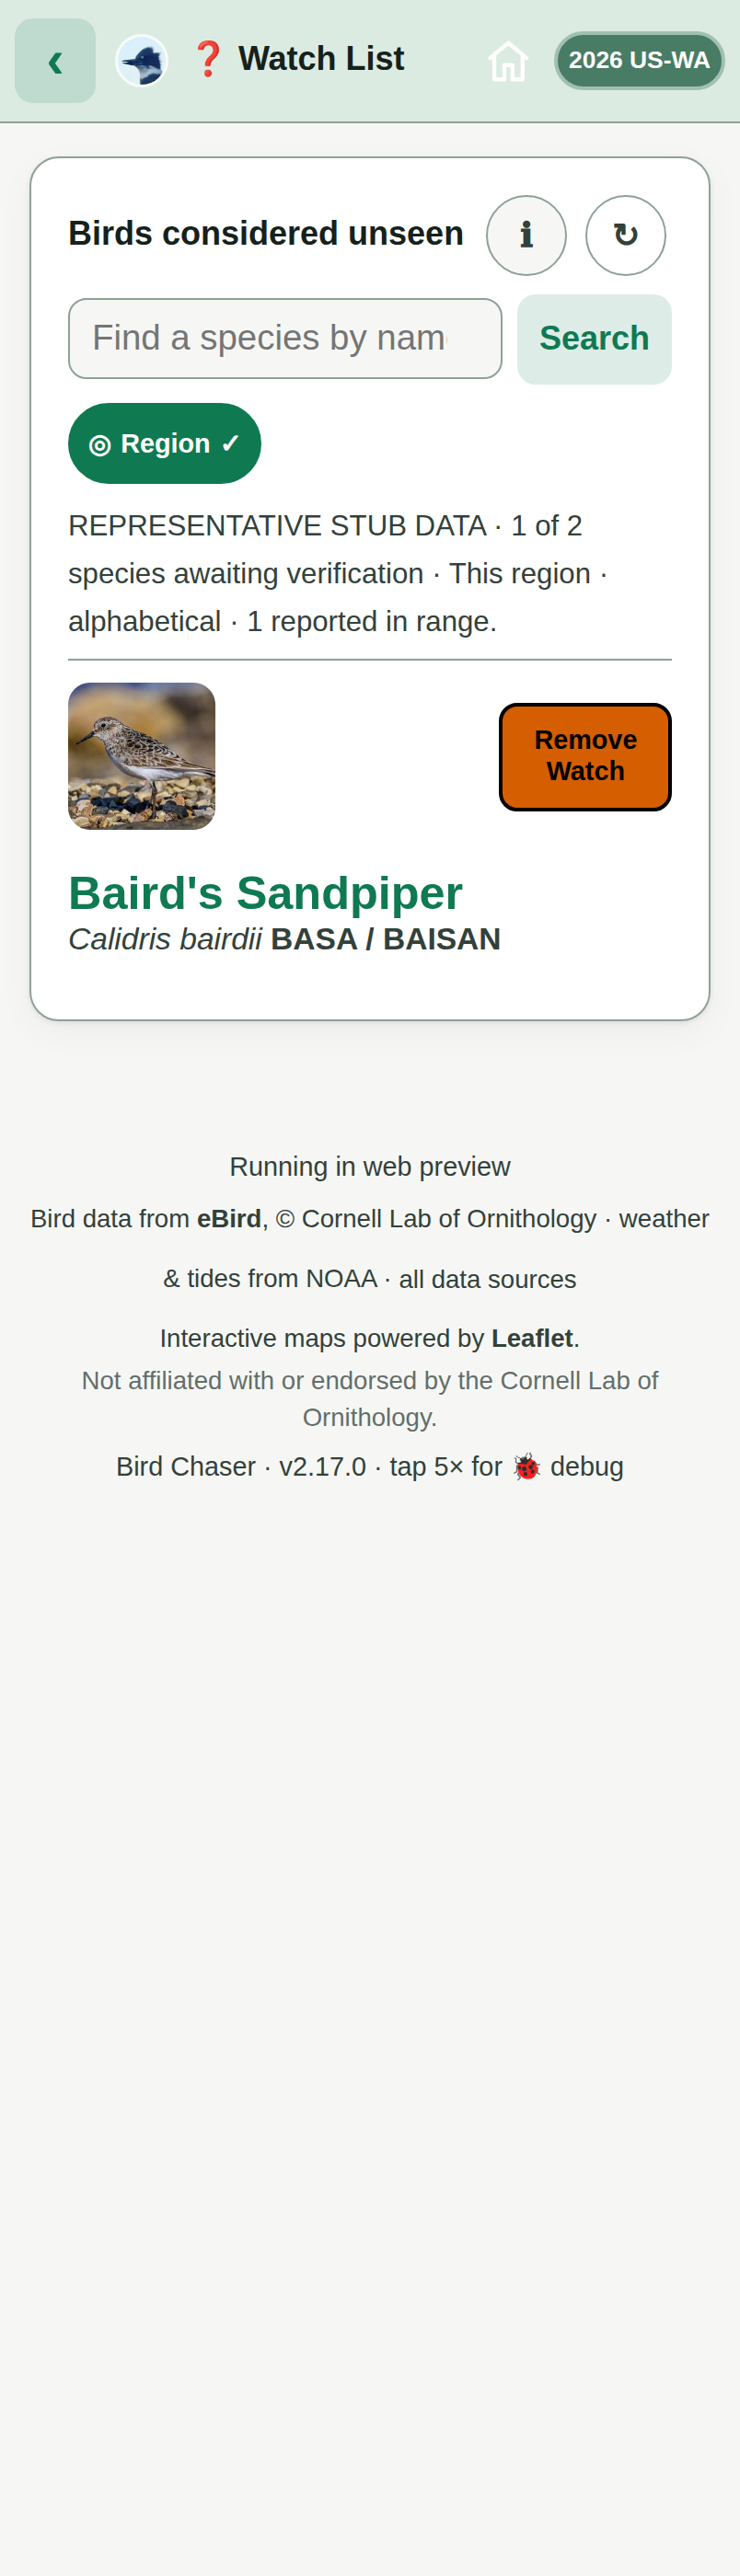 ‹ ❓ Watch List 2026 US-WA
Birds considered unseen ℹ ↻
Find a species by nam Search
◎ Region ✓
REPRESENTATIVE STUB DATA · 1 of 2
species awaiting verification · This region ·
alphabetical · 1 reported in range.
Remove
Watch
Baird's Sandpiper
Calidris bairdii BASA / BAISAN
Running in web preview
Bird data from eBird, © Cornell Lab of Ornithology · weather
& tides from NOAA · all data sources
Interactive maps powered by Leaflet.
Not affiliated with or endorsed by the Cornell Lab of
Ornithology.
Bird Chaser · v2.17.0 · tap 5× for 🐞 debug